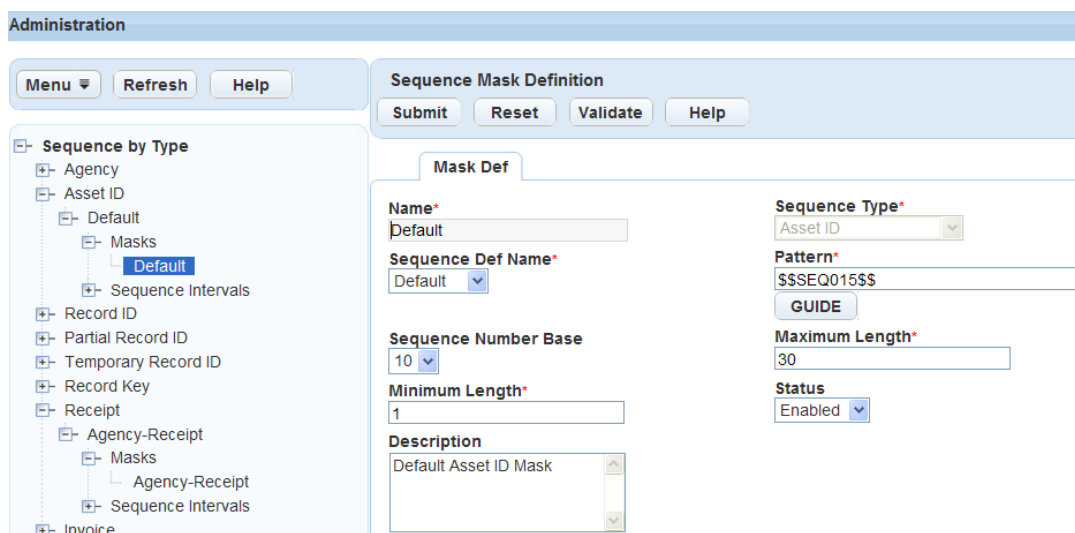 Administration
Menu Refresh Help
Sequence by Type
Agency
Asset ID
Default
Masks
Default
Sequence Intervals
Record ID
Partial Record ID
Temporary Record ID
Record Key
Receipt
Agency-Receipt
Masks
Agency-Receipt
Sequence Intervals
Invoice
Sequence Mask Definition
Submit Reset Validate Help
Mask Def
Name*
Default
Sequence Type*
Asset ID
Sequence Def Name*
Default
Pattern*
$$SEQ015$$
GUIDE
Sequence Number Base
10
Maximum Length*
30
Minimum Length*
1
Status
Enabled
Description
Default Asset ID Mask